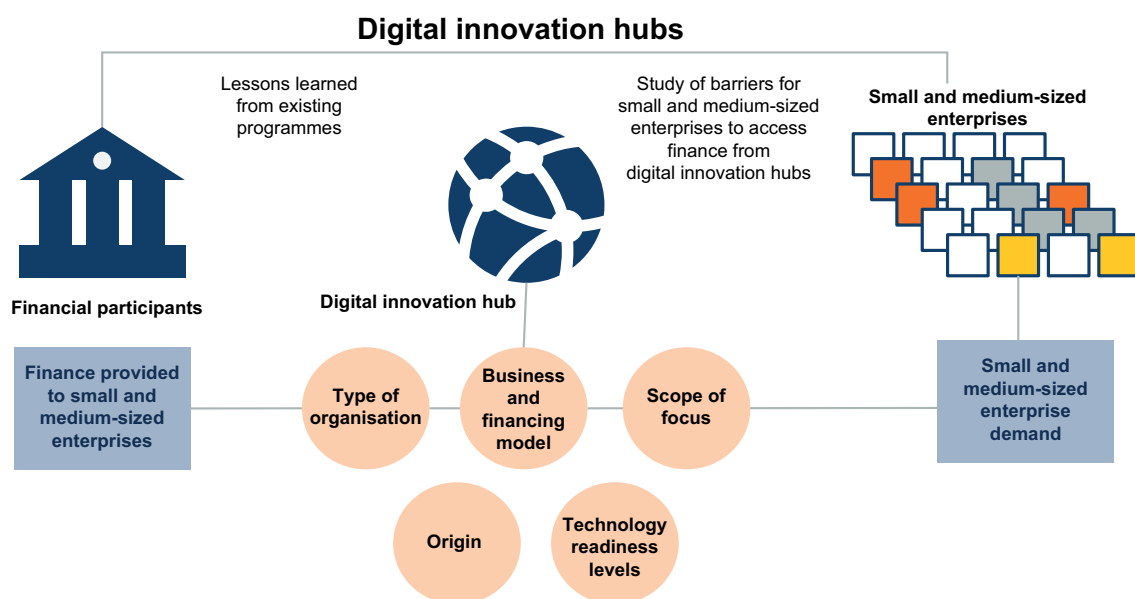 Digital innovation hubs
Lessons learned
from existing
programmes
Study of barriers for
small and medium-sized
enterprises to access
finance from
digital innovation hubs
Small and medium-sized
enterprises
Financial participants
Digital innovation hub
Finance provided
to small and
medium-sized
enterprises
Type of
organisation
Business
and
financing
model
Scope of
focus
Small and
medium-sized
enterprise
demand
Origin
Technology
readiness
levels